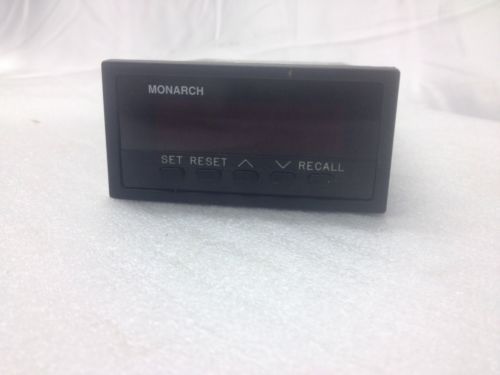 MONARCH
SET RESET ∧ ∨ RECALL